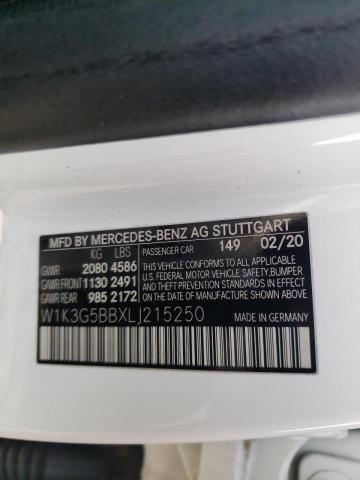 MFD BY MERCEDES-BENZ AG STUTTGART
KG LBS PASSENGER CAR 149 02/20
GVWR 2080 4586
GAWR FRONT 1130 2491
GAWR REAR 985 2172
THIS VEHICLE CONFORMS TO ALL APPLICABLE
U.S. FEDERAL MOTOR VEHICLE SAFETY, BUMPER
AND THEFT PREVENTION STANDARDS IN EFFECT
ON THE DATE OF MANUFACTURE SHOWN ABOVE.
W1K3G5BBXLJ215250
MADE IN GERMANY